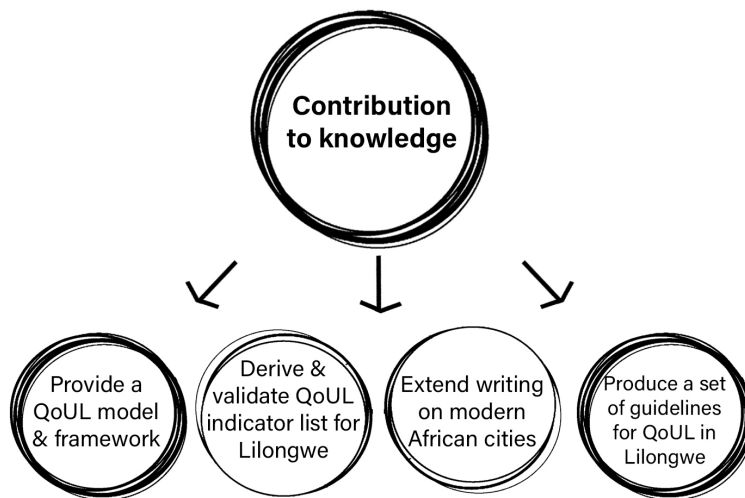 Contribution
to knowledge
Provide a
QoUL model
& framework
Derive &
validate QoUL
indicator list for
Lilongwe
Extend writing
on modern
African cities
Produce a set
of guidelines
for QoUL in
Lilongwe